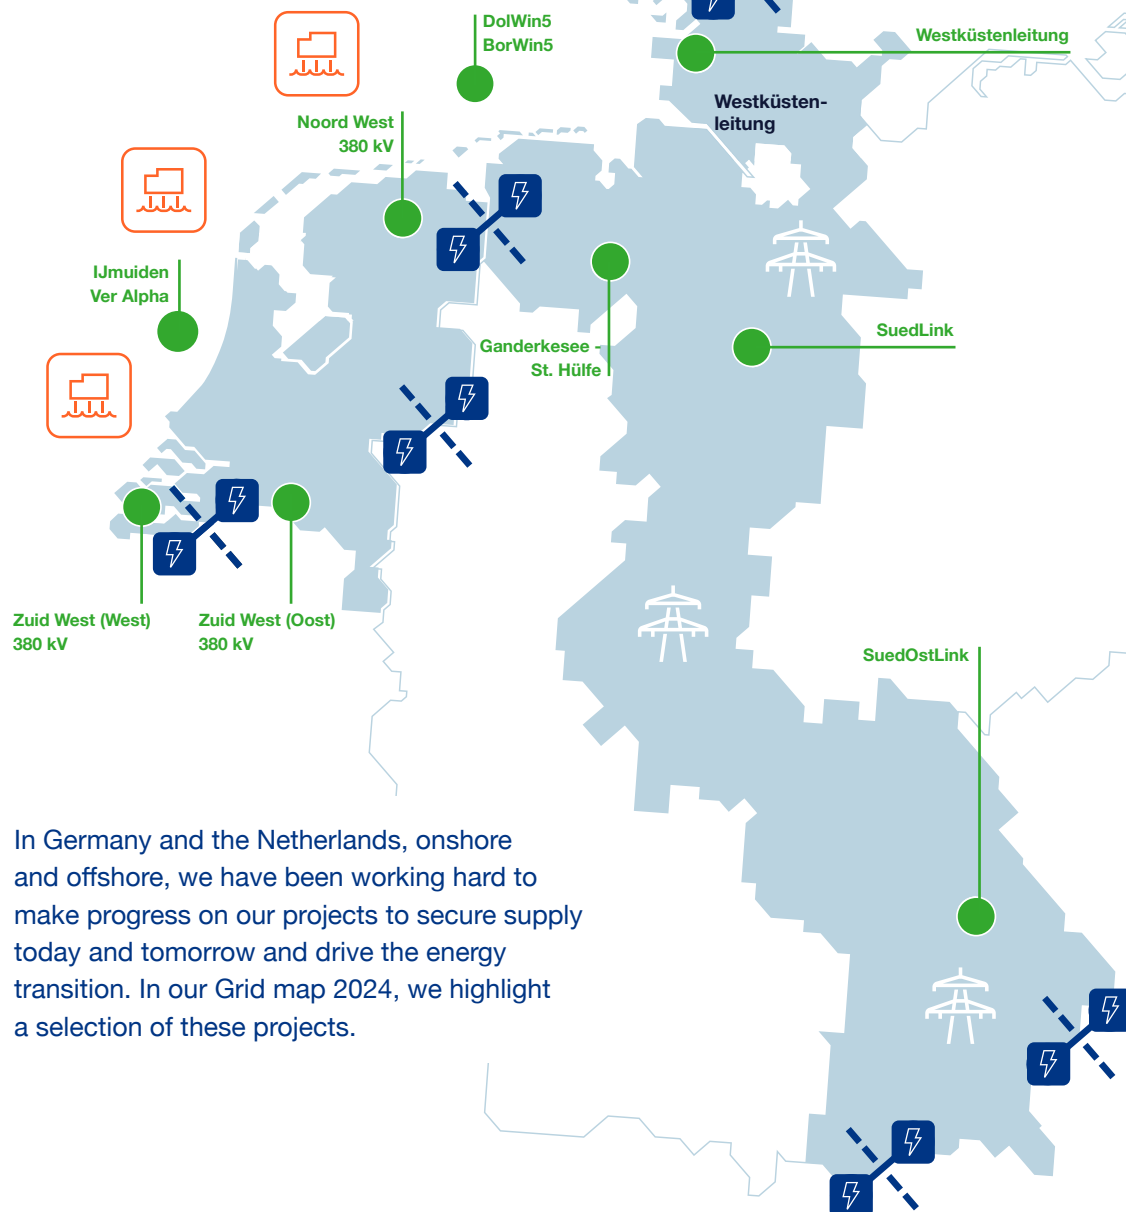 DolWin5
BorWin5
Westküstenleitung
Westküsten-
leitung
Noord West
380 kV
IJmuiden
Ver Alpha
Ganderkesee -
St. Hülfe
SuedLink
Zuid West (West)
380 kV
Zuid West (Oost)
380 kV
SuedOstLink
In Germany and the Netherlands, onshore
and offshore, we have been working hard to
make progress on our projects to secure supply
today and tomorrow and drive the energy
transition. In our Grid map 2024, we highlight
a selection of these projects.